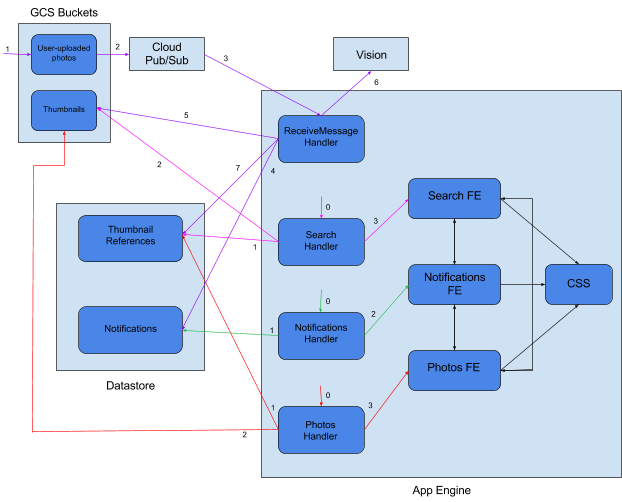 GCS Buckets
1
User-uploaded
photos
2
Cloud
Pub/Sub
3
Vision
6
Thumbnails
5
ReceiveMessage
Handler
7
4
2
0
Search FE
Thumbnail
References
1
Search
Handler
3
Notifications
FE
CSS
0
2
Notifications
1
Notifications
Handler
Photos FE
Datastore
0
1
3
2
Photos
Handler
App Engine